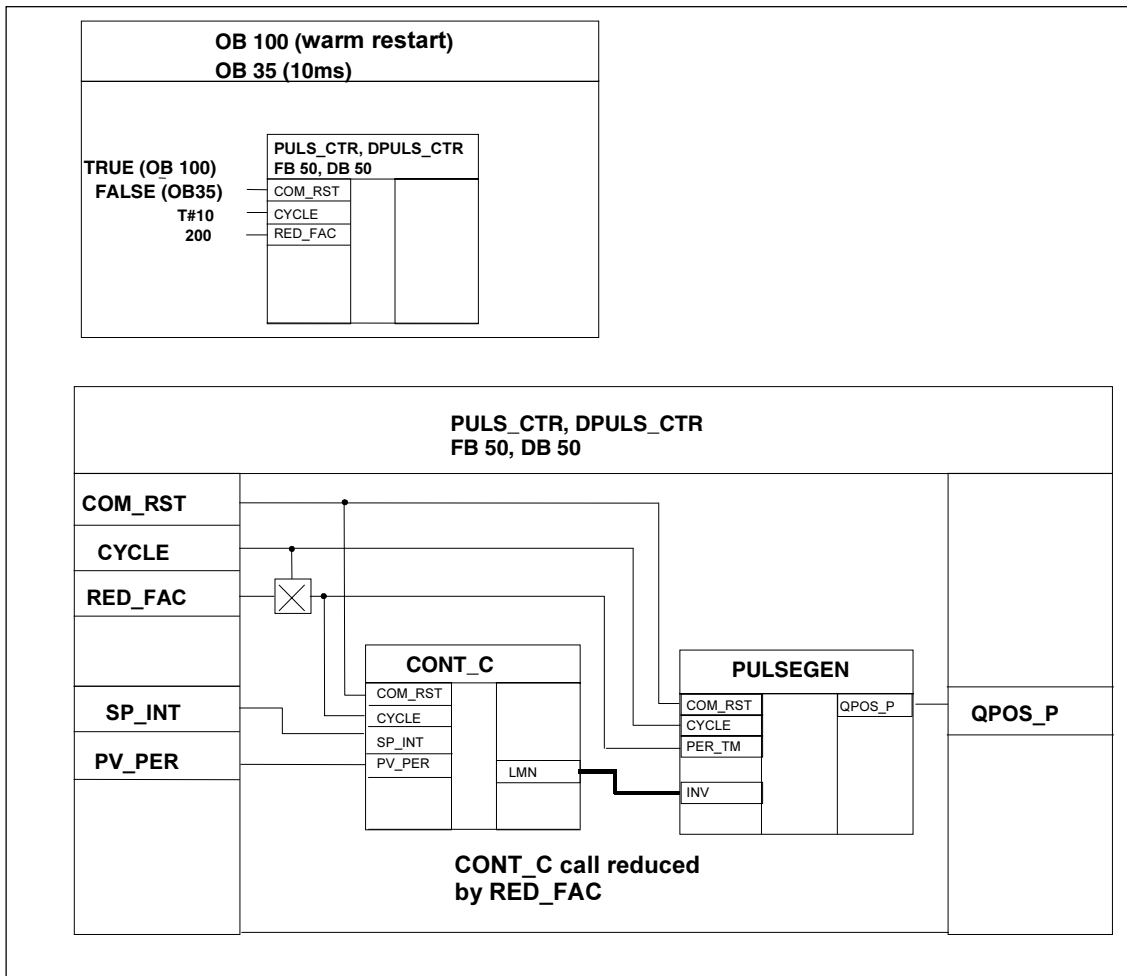 OB 100 (warm restart)
OB 35 (10ms)
PULS_CTR, DPULS_CTR
FB 50, DB 50
TRUE (OB 100)
FALSE (OB35)
COM_RST
T#10
CYCLE
200
RED_FAC
PULS_CTR, DPULS_CTR
FB 50, DB 50
COM_RST
CYCLE
RED_FAC
SP_INT
PV_PER
CONT_C
COM_RST
CYCLE
SP_INT
PV_PER
LMN
PULSEGEN
COM_RST
CYCLE
PER_TM
INV
QPOS_P
QPOS_P
CONT_C call reduced
by RED_FAC